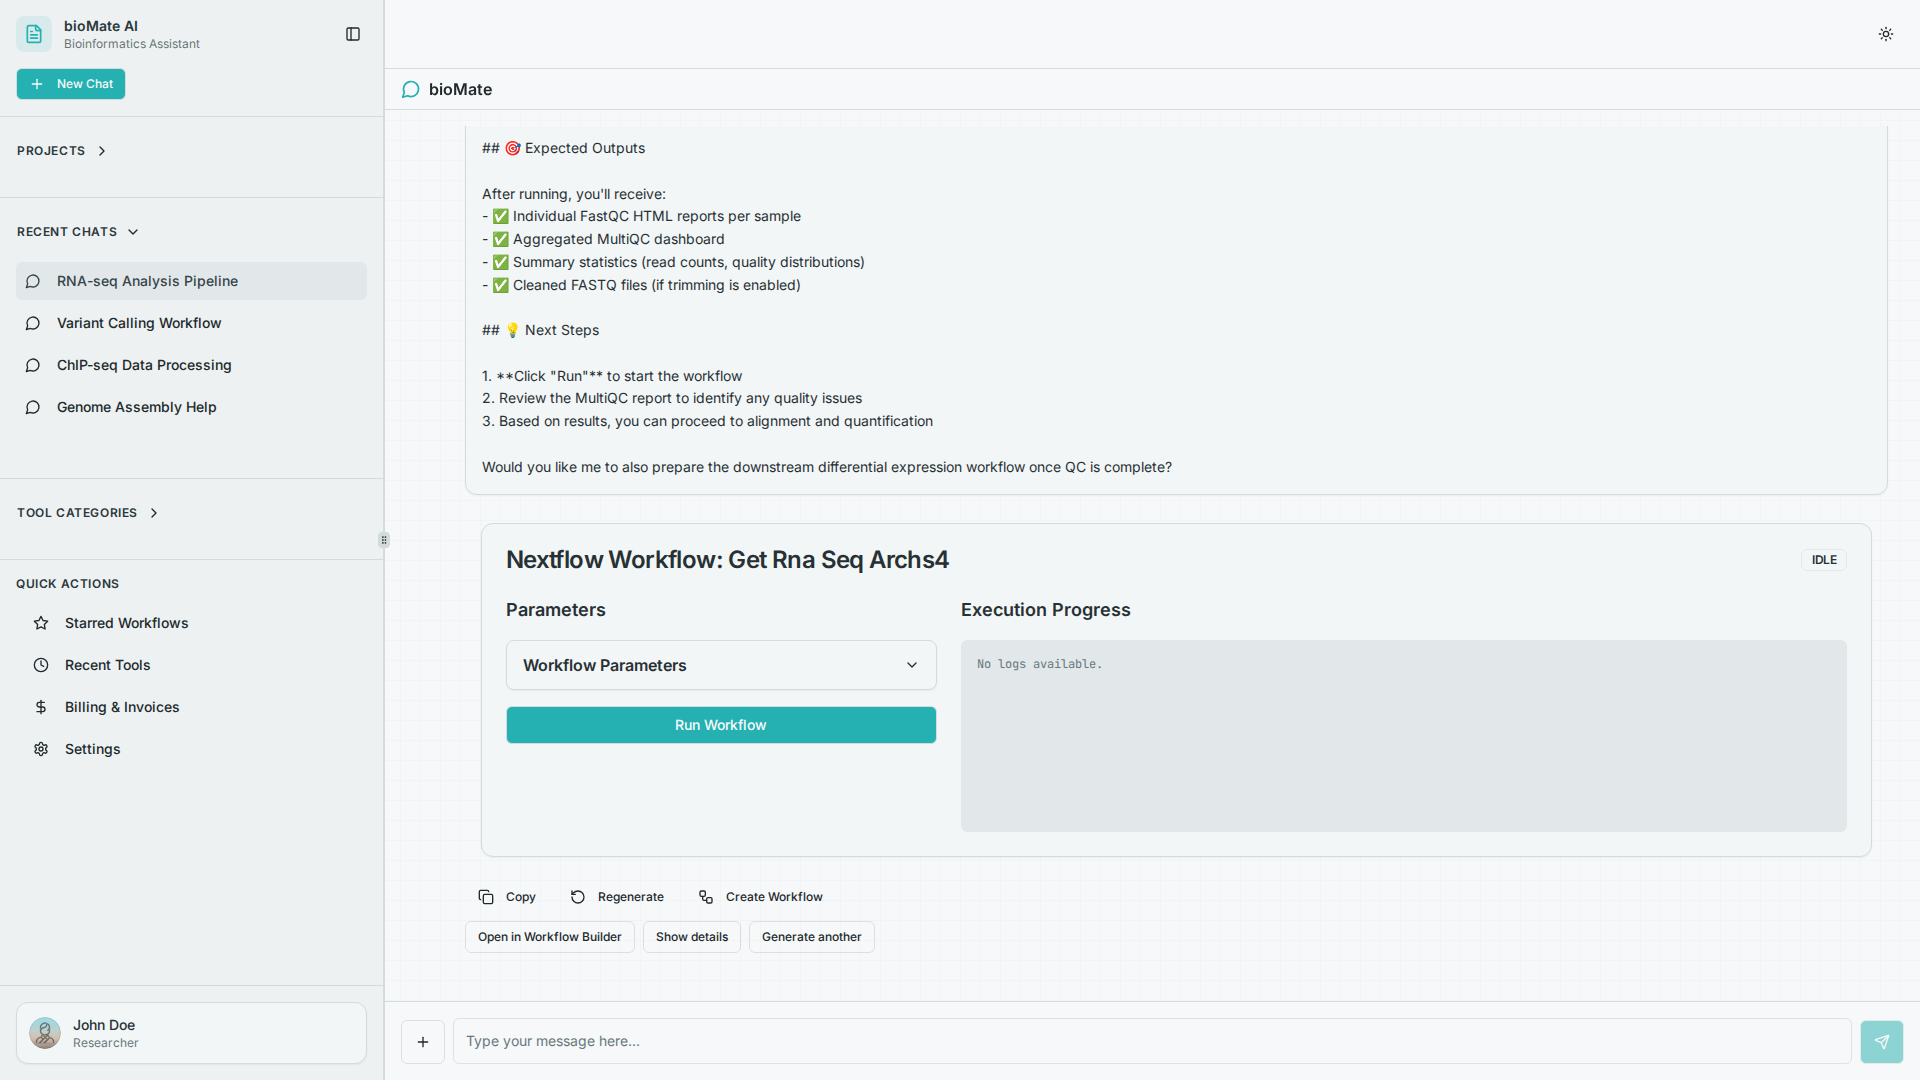 bioMate AI
Bioinformatics Assistant
New Chat
PROJECTS
RECENT CHATS
RNA-seq Analysis Pipeline
Variant Calling Workflow
ChIP-seq Data Processing
Genome Assembly Help
TOOL CATEGORIES
QUICK ACTIONS
Starred Workflows
Recent Tools
Billing & Invoices
Settings
John Doe
Researcher
bioMate
## 🎯 Expected Outputs
After running, you'll receive:
- ✅ Individual FastQC HTML reports per sample
- ✅ Aggregated MultiQC dashboard
- ✅ Summary statistics (read counts, quality distributions)
- ✅ Cleaned FASTQ files (if trimming is enabled)
## 💡 Next Steps
1. **Click "Run"** to start the workflow
2. Review the MultiQC report to identify any quality issues
3. Based on results, you can proceed to alignment and quantification
Would you like me to also prepare the downstream differential expression workflow once QC is complete?
Nextflow Workflow: Get Rna Seq Archs4
IDLE
Parameters
Workflow Parameters
Run Workflow
Execution Progress
No logs available.
Copy
Regenerate
Create Workflow
Open in Workflow Builder
Show details
Generate another
Type your message here...